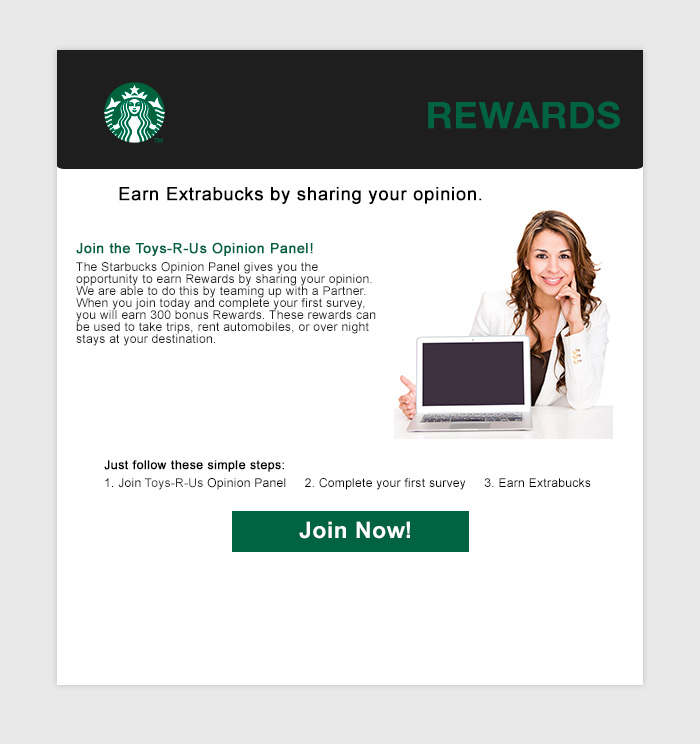 REWARDS
Earn Extrabucks by sharing your opinion.
Join the Toys-R-Us Opinion Panel!
The Starbucks Opinion Panel gives you the
opportunity to earn Rewards by sharing your opinion.
We are able to do this by teaming up with a Partner.
When you join today and complete your first survey,
you will earn 300 bonus Rewards. These rewards can
be used to take trips, rent automobiles, or over night
stays at your destination.
Just follow these simple steps:
1. Join Toys-R-Us Opinion Panel 2. Complete your first survey 3. Earn Extrabucks
Join Now!